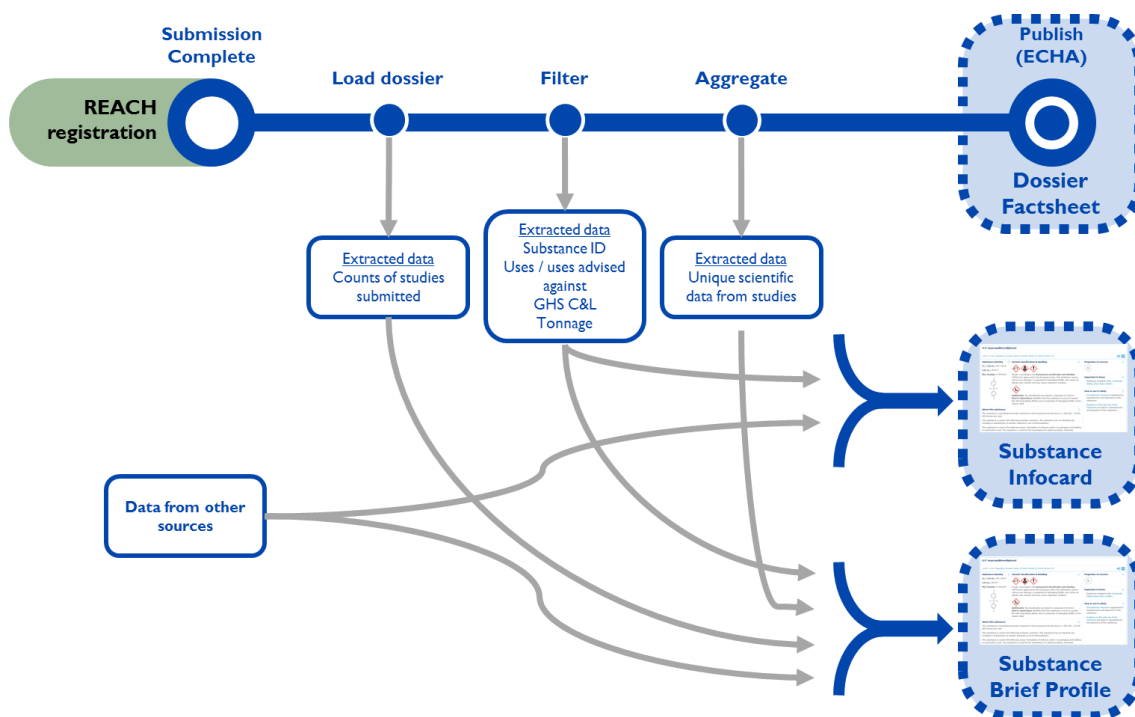 Submission
Complete
Load dossier
Filter
Aggregate
Publish
(ECHA)
REACH
registration
Dossier
Factsheet
Extracted data
Counts of studies
submitted
Extracted data
Substance ID
Uses / uses advised
against
GHS C&L
Tonnage
Extracted data
Unique scientific
data from studies
Data from other
sources
Substance
Infocard
Substance
Brief Profile